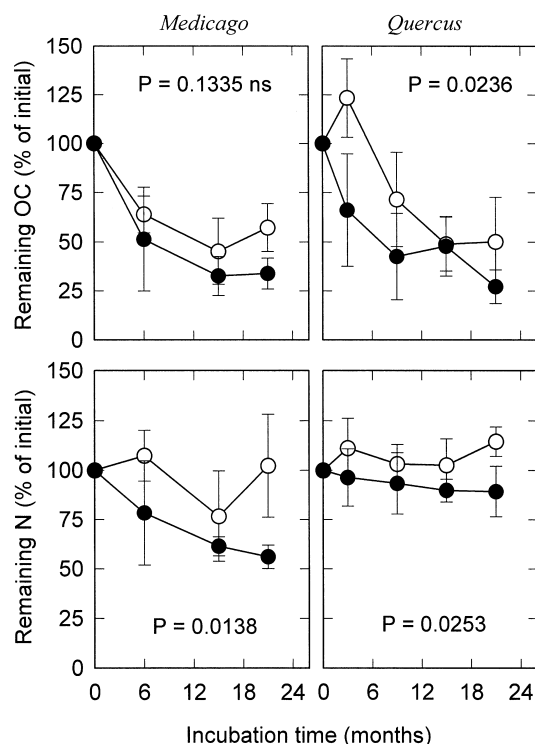 Medicago Quercus
Remaining OC (% of initial)
150
125
100
75
50
25
0
P = 0.1335 ns
P = 0.0236
Remaining N (% of initial)
150
125
100
75
50
25
0
P = 0.0138
P = 0.0253
0 6 12 18 24 0 6 12 18 24
Incubation time (months)